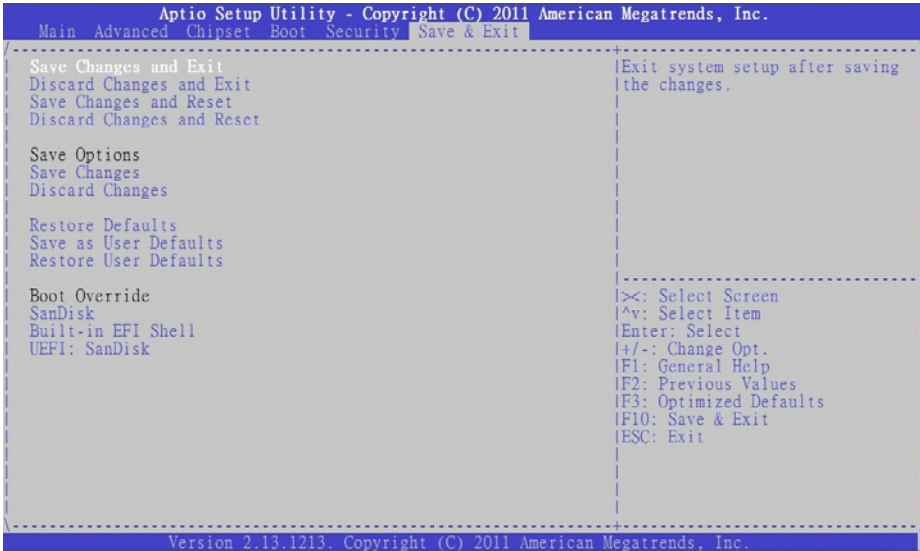 Aptio Setup Utility - Copyright (C) 2011 American Megatrends, Inc.
Main Advanced Chipset Boot Security Save & Exit
Save Changes and Exit
Discard Changes and Exit
Save Changes and Reset
Discard Changes and Reset
Save Options
Save Changes
Discard Changes
Restore Defaults
Save as User Defaults
Restore User Defaults
Boot Override
SanDisk
Built-in EFI Shell
UEFI: SanDisk
Exit system setup after saving
the changes.
><: Select Screen
^v: Select Item
Enter: Select
+/-: Change Opt.
F1: General Help
F2: Previous Values
F3: Optimized Defaults
F10: Save & Exit
ESC: Exit
Version 2.13.1213. Copyright (C) 2011 American Megatrends, Inc.